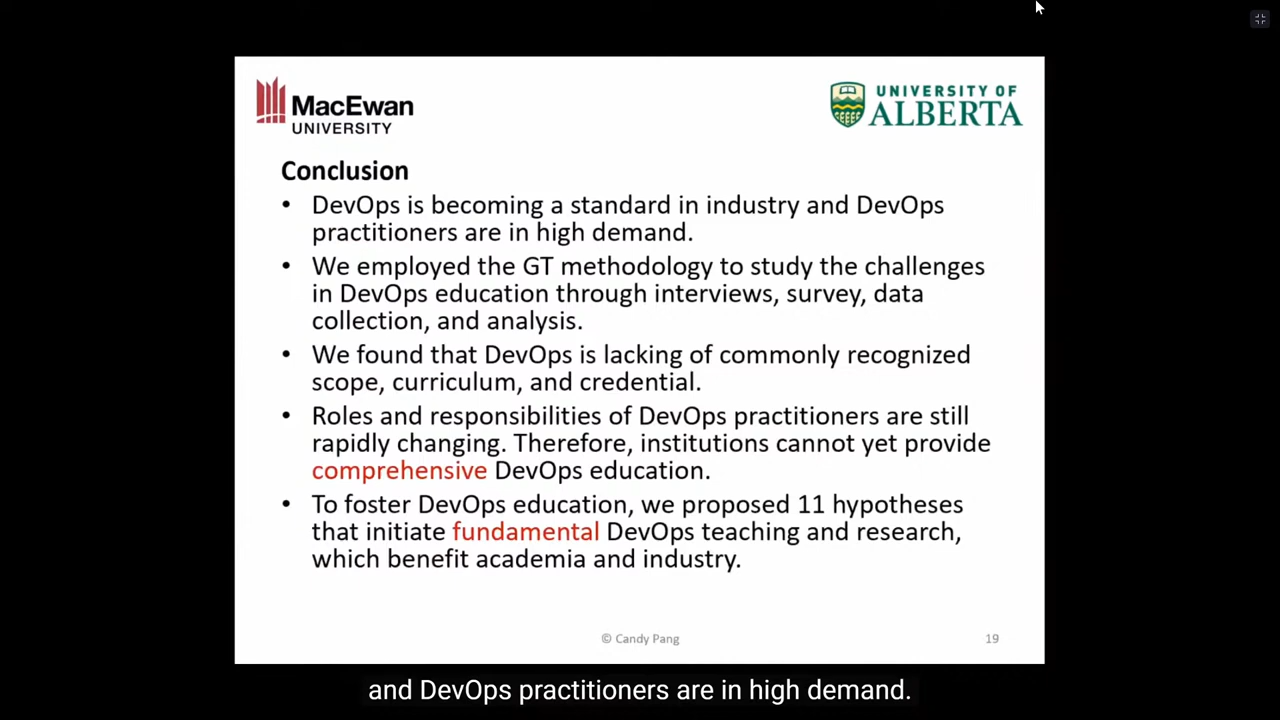 MacEwan
UNIVERSITY
UNIVERSITY OF
ALBERTA
Conclusion
• DevOps is becoming a standard in industry and DevOps
practitioners are in high demand.
• We employed the GT methodology to study the challenges
in DevOps education through interviews, survey, data
collection, and analysis.
• We found that DevOps is lacking of commonly recognized
scope, curriculum, and credential.
• Roles and responsibilities of DevOps practitioners are still
rapidly changing. Therefore, institutions cannot yet provide
comprehensive DevOps education.
• To foster DevOps education, we proposed 11 hypotheses
that initiate fundamental DevOps teaching and research,
which benefit academia and industry.
© Candy Pang
19
and DevOps practitioners are in high demand.